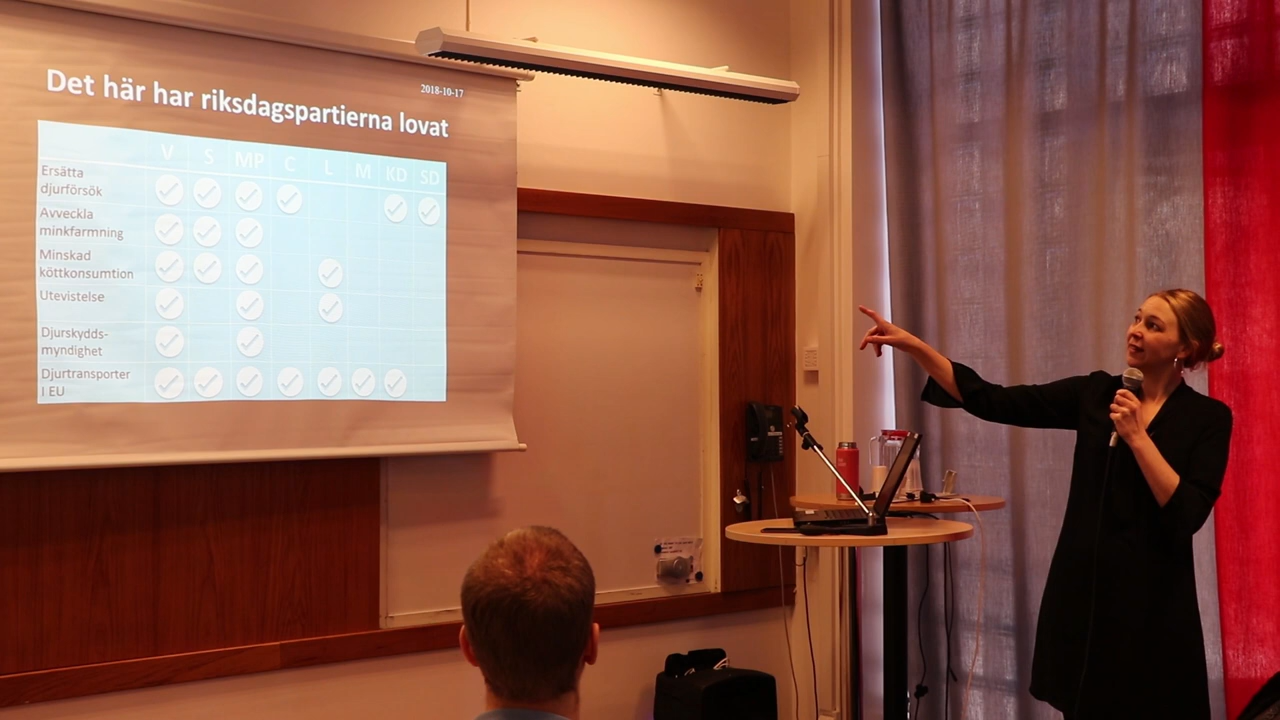 2018-10-17
Det här har riksdagspartierna lovat
V S MP C L M KD SD
Ersätta
djurförsök
Avveckla
minkfarmning
Minskad
köttkonsumtion
Utevistelse
Djurskydds-
myndighet
Djurtransporter
I EU